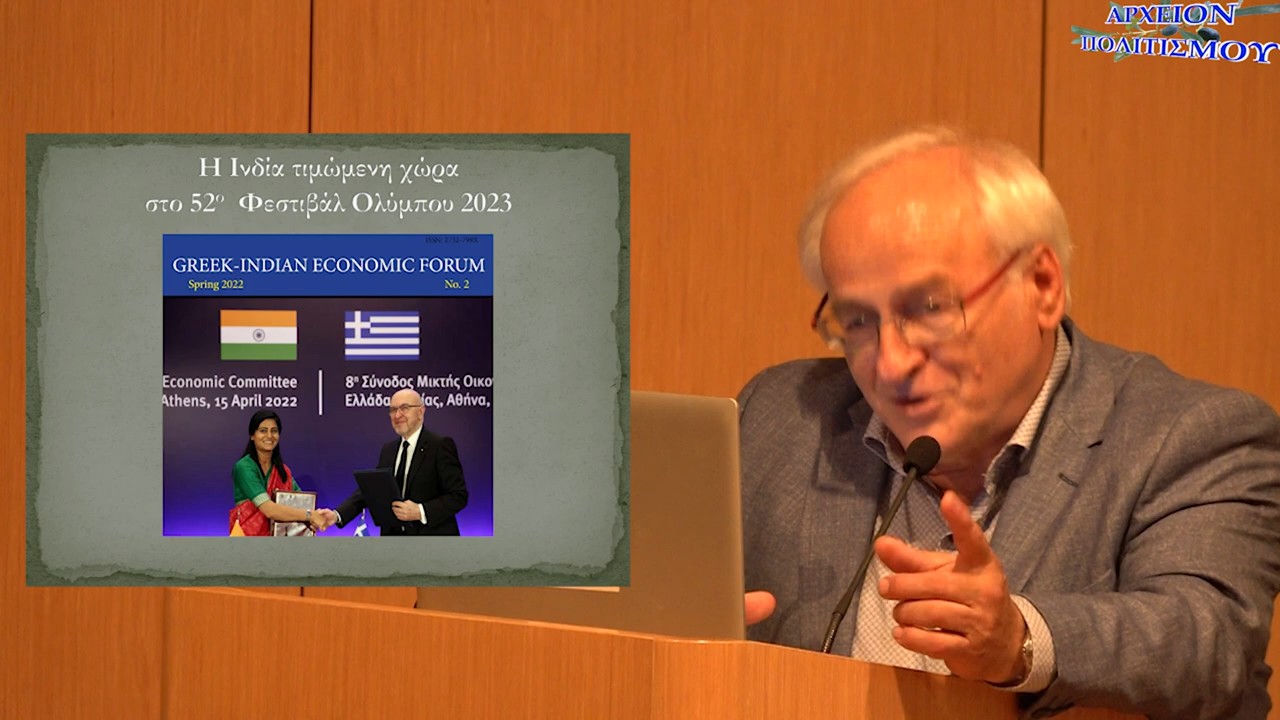 ΑΡΧΕΙΟΝ
ΠΟΛΙΤΙΣΜΟΥ
Η Ινδία τιμώμενη χώρα
στο 52ο Φεστιβάλ Ολύμπου 2023
GREEK-INDIAN ECONOMIC FORUM
Spring 2022 No. 2
Economic Committee
Athens, 15 April 2022
8η Σύνοδος Μικτής Οικο
Ελλάδα ίας, Αθήνα,